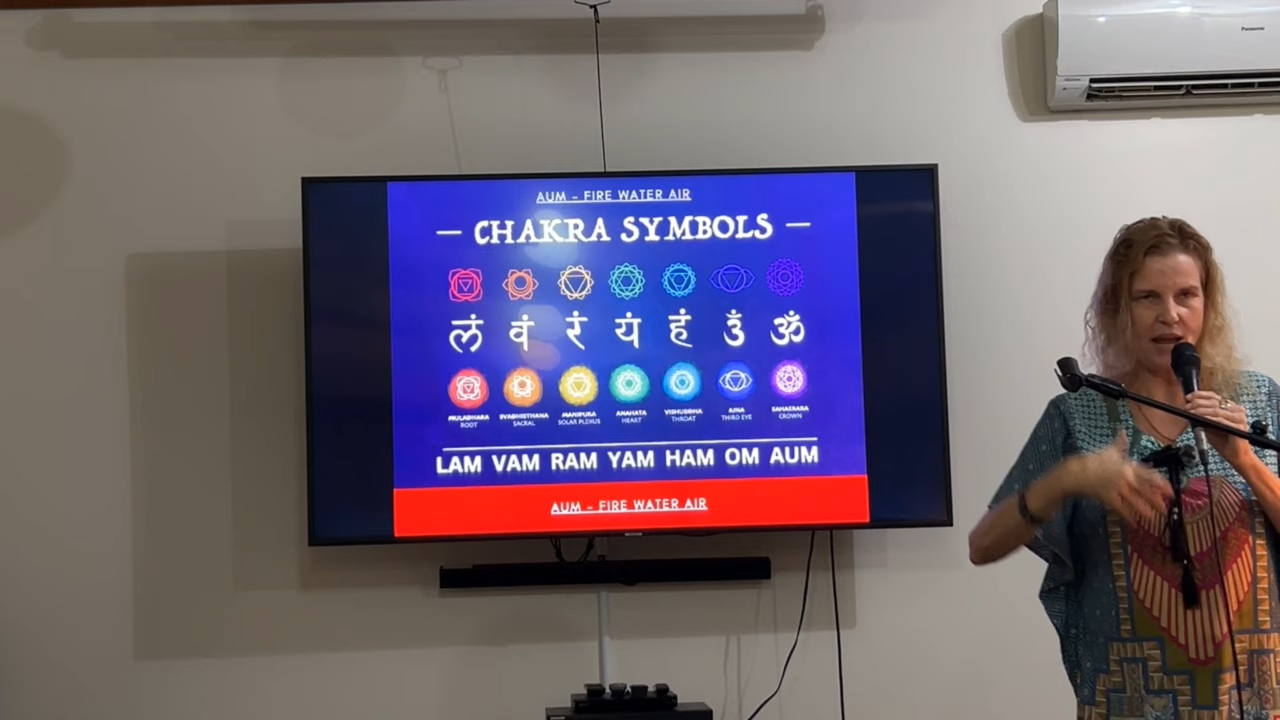 Panasonic
AUM - FIRE WATER AIR
— CHAKRA SYMBOLS —
लं वं रं यं हं उँ ॐ
MULADHARA SVADHISTHANA MANIPURA ANAHATA VISHUDDHA AJNA SAHASRARA
ROOT SACRAL SOLAR PLEXUS HEART THROAT THIRD EYE CROWN
LAM VAM RAM YAM HAM OM AUM
AUM - FIRE WATER AIR